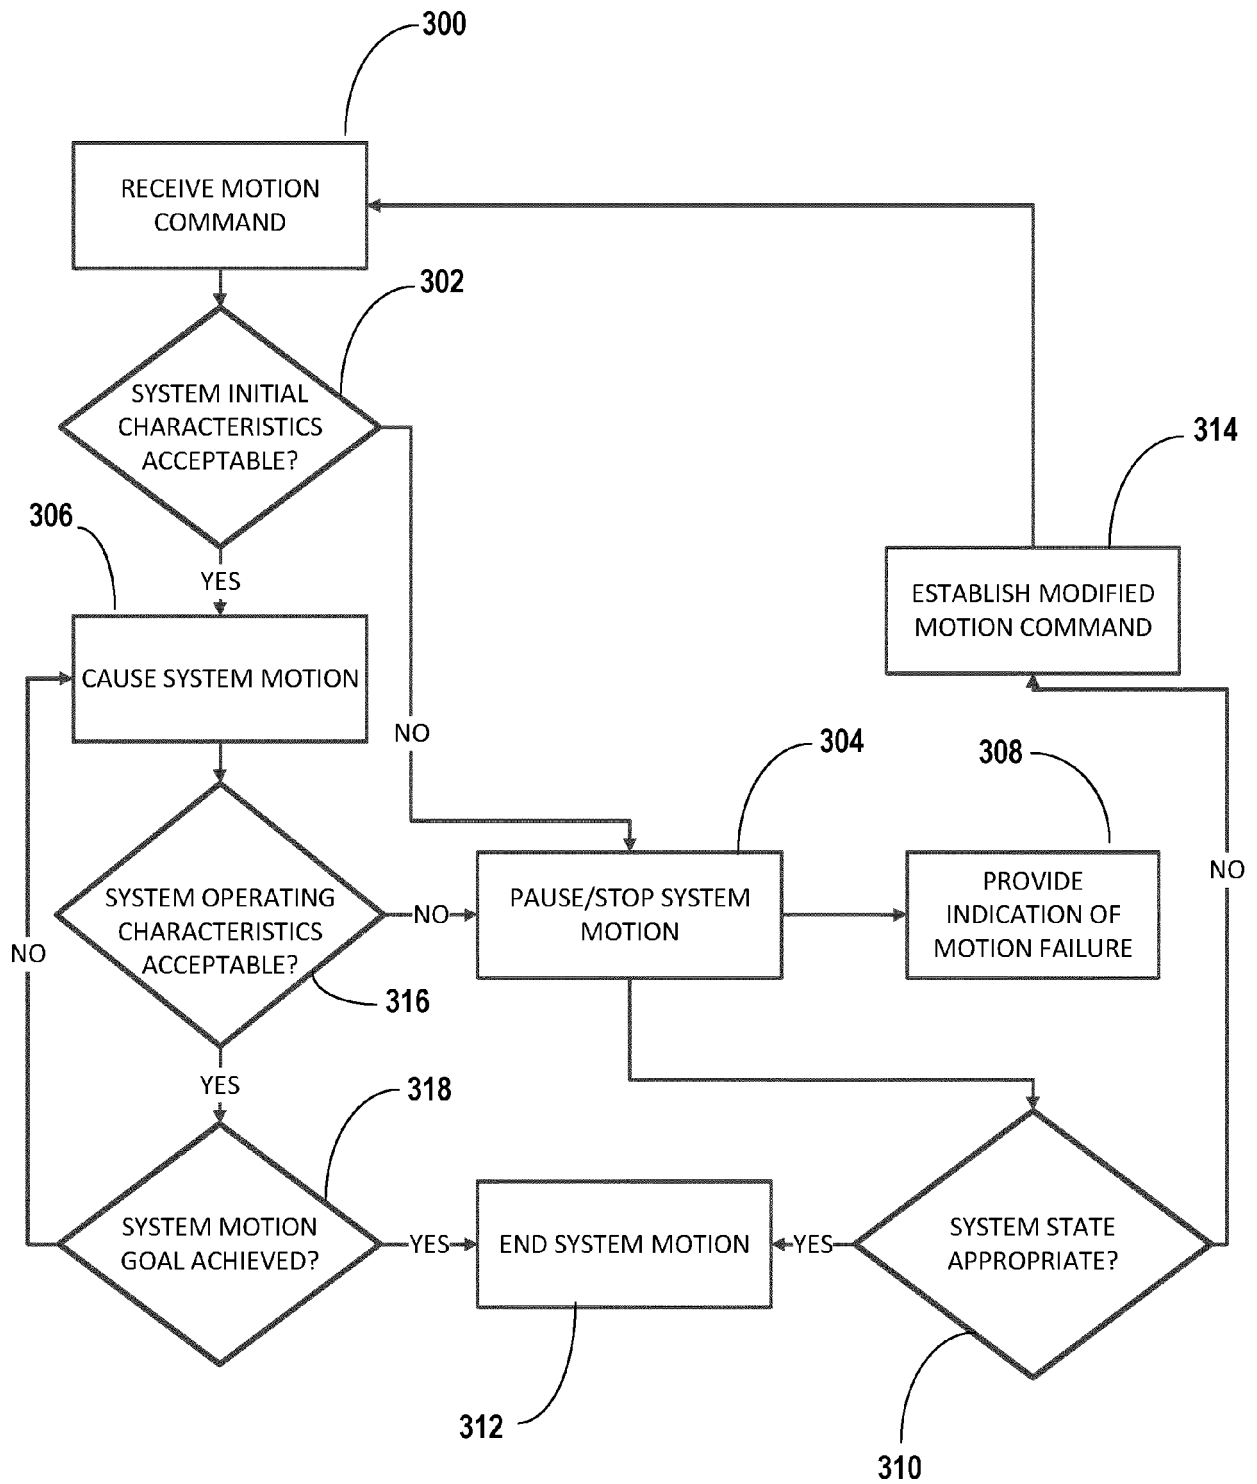 300
RECEIVE MOTION
COMMAND
302
SYSTEM INITIAL
CHARACTERISTICS
ACCEPTABLE?
314
306
YES
ESTABLISH MODIFIED
MOTION COMMAND
CAUSE SYSTEM MOTION
NO
304
308
SYSTEM OPERATING
CHARACTERISTICS
ACCEPTABLE?
NO
PAUSE/STOP SYSTEM
MOTION
PROVIDE
INDICATION OF
MOTION FAILURE
NO
NO
316
YES
318
SYSTEM MOTION
GOAL ACHIEVED?
YES
END SYSTEM MOTION
YES
SYSTEM STATE
APPROPRIATE?
312
310